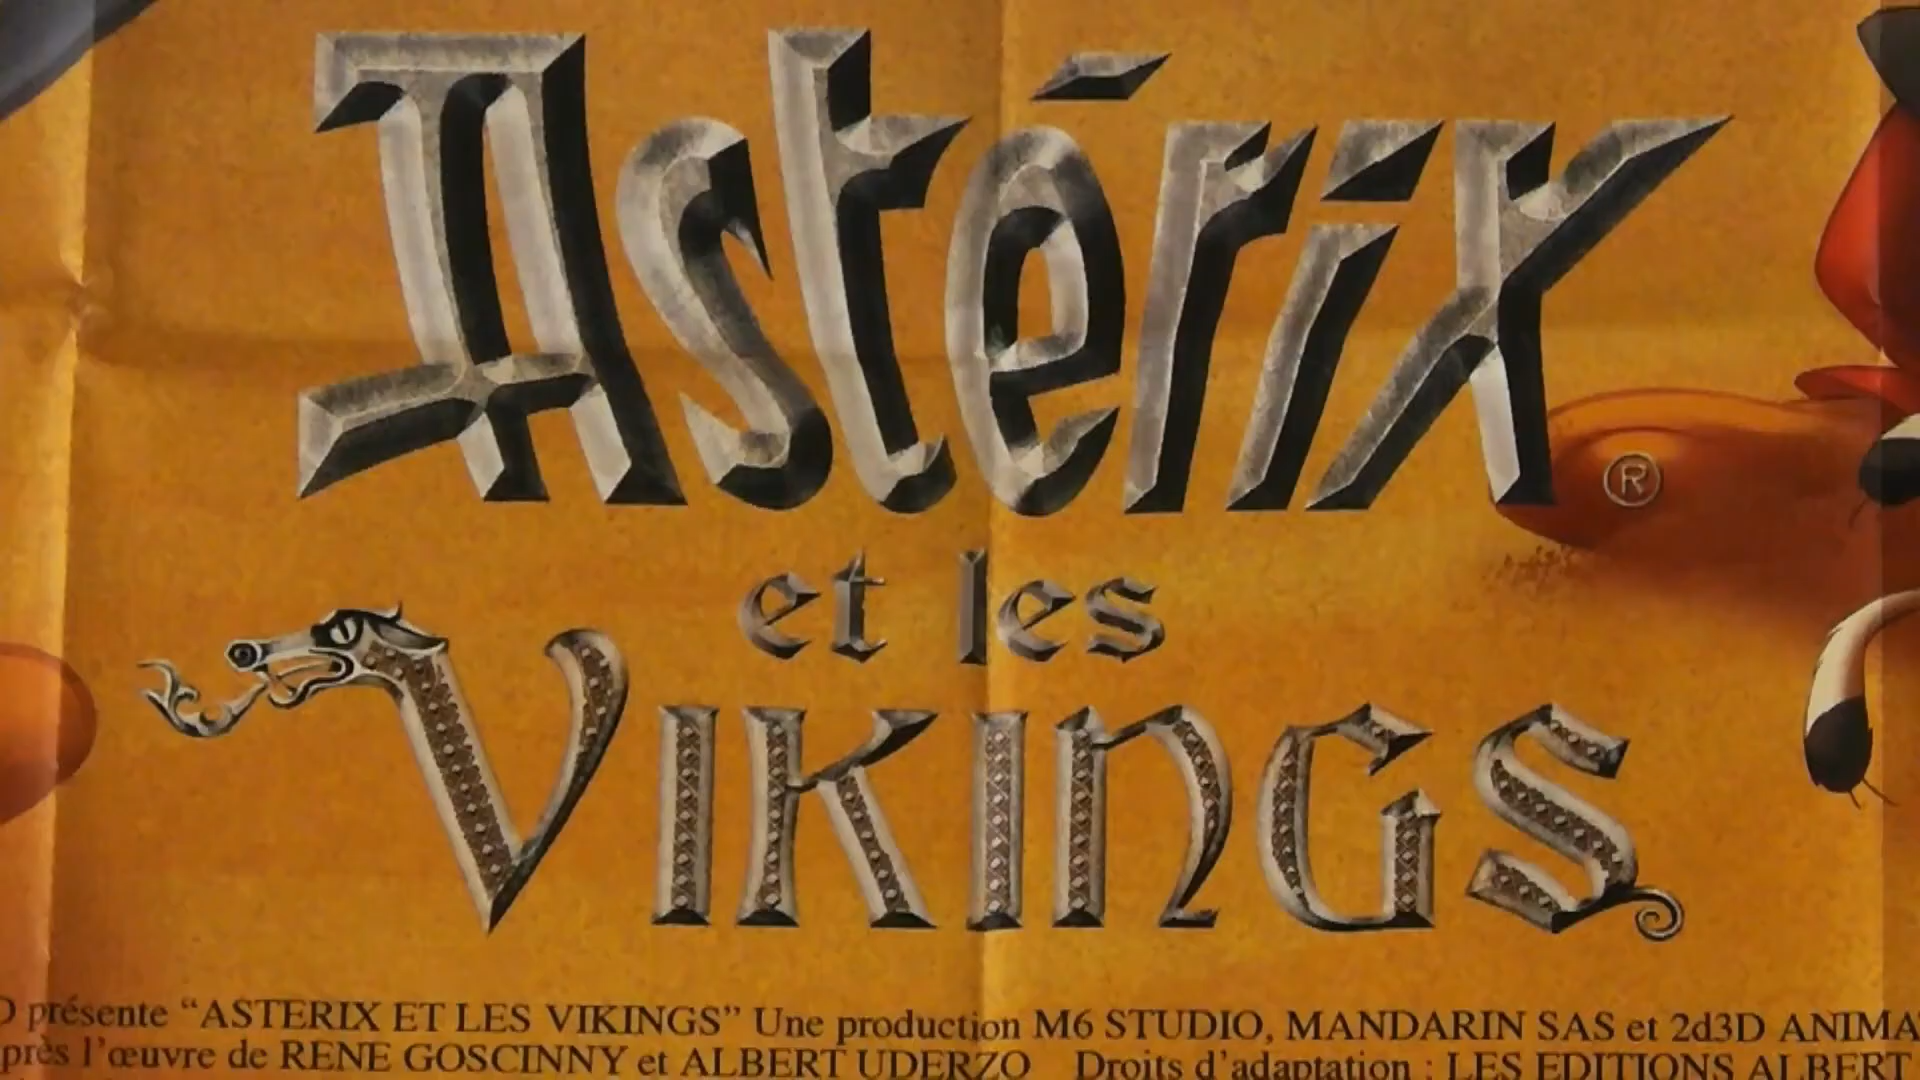 Astérix ®
et les
VIKINGS
présente “ASTERIX ET LES VIKINGS” Une production M6 STUDIO, MANDARIN SAS et 2d3D
l’œuvre de RENE GOSCINNY et ALBERT UDERZO Droits d’adaptation : LES EDITIONS ALBERT